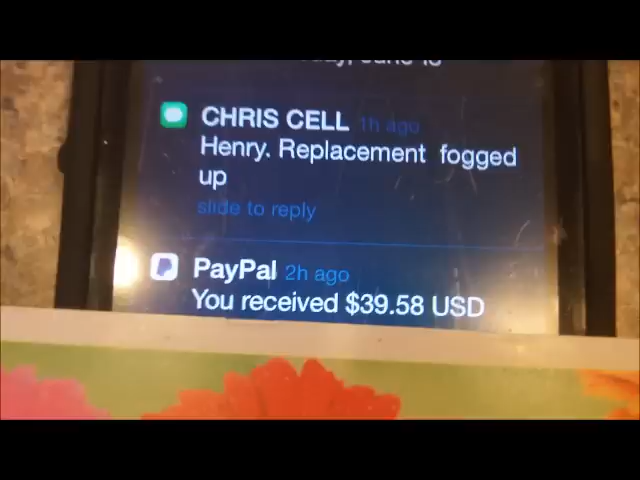 CHRIS CELL 1h ago
Henry. Replacement fogged
up
slide to reply
PayPal 2h ago
You received $39.58 USD